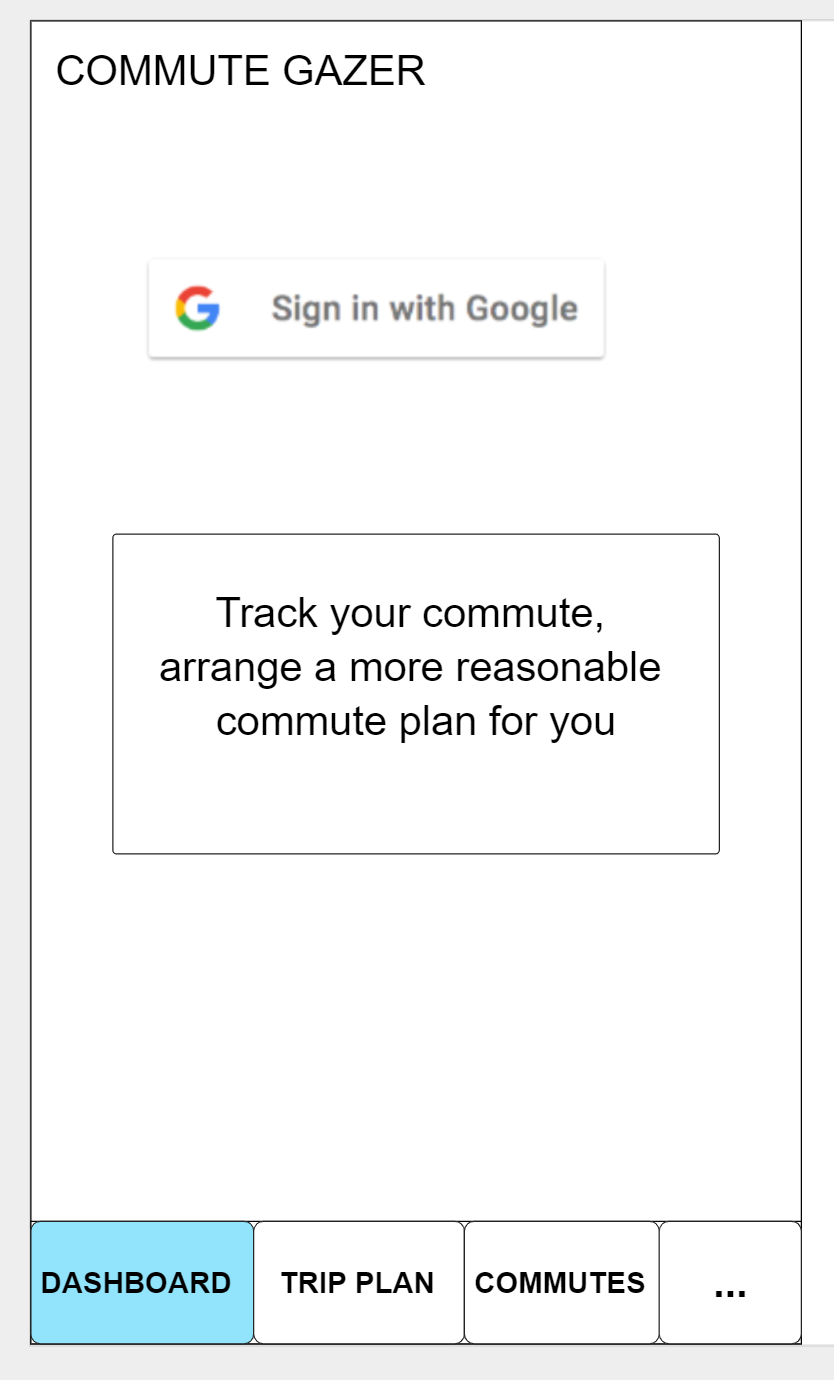 COMMUTE GAZER
Sign in with Google
Track your commute,
arrange a more reasonable
commute plan for you
DASHBOARD
TRIP PLAN
COMMUTES
...